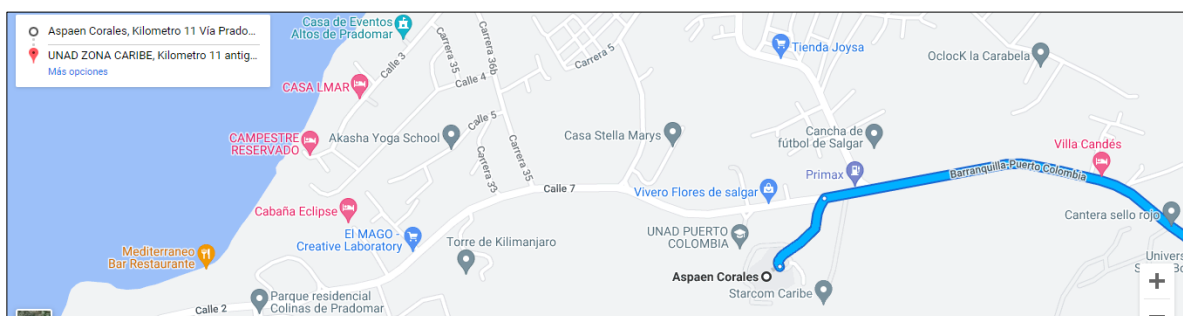 Aspaen Corales, Kilometro 11 Vía Prado...
UNAD ZONA CARIBE, Kilometro 11 antig...
Más opciones
Casa de Eventos
Altos de Pradomar
Calle 3
Carrera 35
Carrera 36b
Calle 4
Carrera 5
Tienda Joysa
OclocK la Carabela
CASA LMAR
Calle 5
CAMPESTRE
RESERVADO
Akasha Yoga School
Casa Stella Marys
Cancha de
fútbol de Salgar
Villa Candés
Carrera 33
Carrera 35
Calle 7
Primax
Barranquilla-Puerto Colombia
Vivero Flores de salgar
Cabaña Eclipse
El MAGO -
Creative Laboratory
UNAD PUERTO
COLOMBIA
Cantera sello rojo
Torre de Kilimanjaro
Mediterraneo
Bar Restaurante
Aspaen Corales
Starcom Caribe
Parque residencial
Colinas de Pradomar
Calle 2